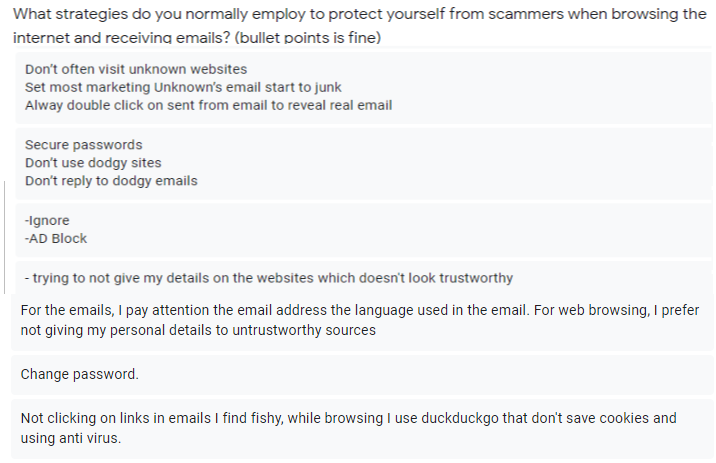 What strategies do you normally employ to protect yourself from scammers when browsing the
internet and receiving emails? (bullet points is fine)
Don't often visit unknown websites
Set most marketing Unknown's email start to junk
Alway double click on sent from email to reveal real email
Secure passwords
Don't use dodgy sites
Don't reply to dodgy emails
-Ignore
-AD Block
- trying to not give my details on the websites which doesn't look trustworthy
For the emails, I pay attention the email address the language used in the email. For web browsing, I prefer
not giving my personal details to untrustworthy sources
Change password.
Not clicking on links in emails I find fishy, while browsing I use duckduckgo that don't save cookies and
using anti virus.